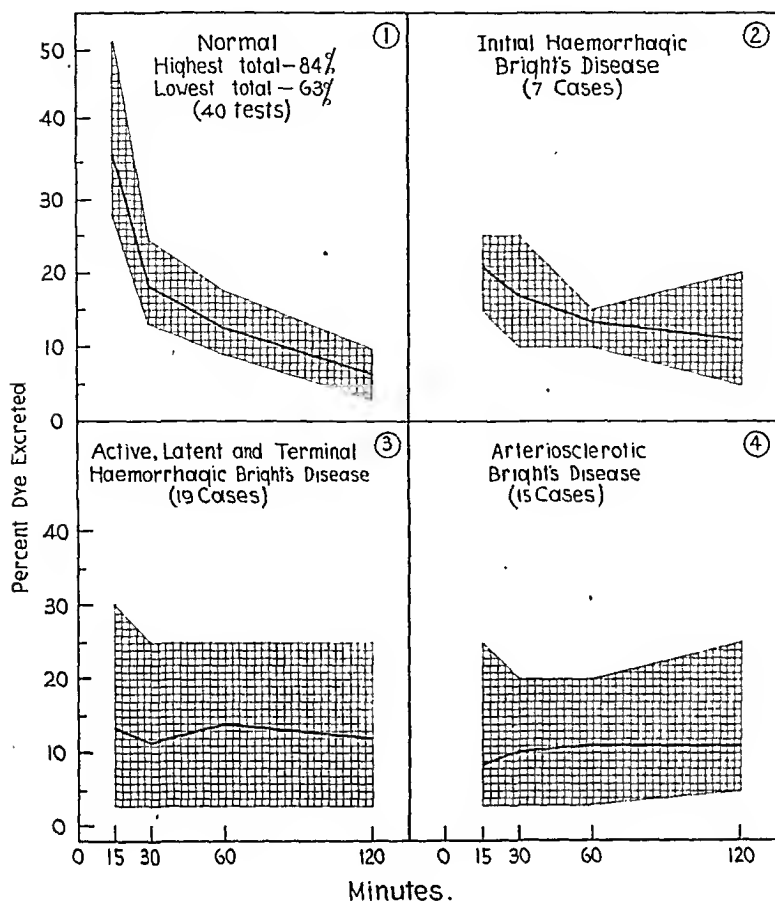 Percent Dye Excreted
50
40
30
20
10
0
Normal
Highest total-84%
Lowest total-63%
(40 tests)
①
Initial Haemorrhagic
Bright's Disease
(7 Cases)
②
40
30
20
10
0
Active, Latent and Terminal
Haemorrhagic Bright's Disease
(19 Cases)
③
Arteriosclerotic
Bright's Disease
(15 Cases)
④
0 15 30 60 120
0 15 30 60 120
Minutes.